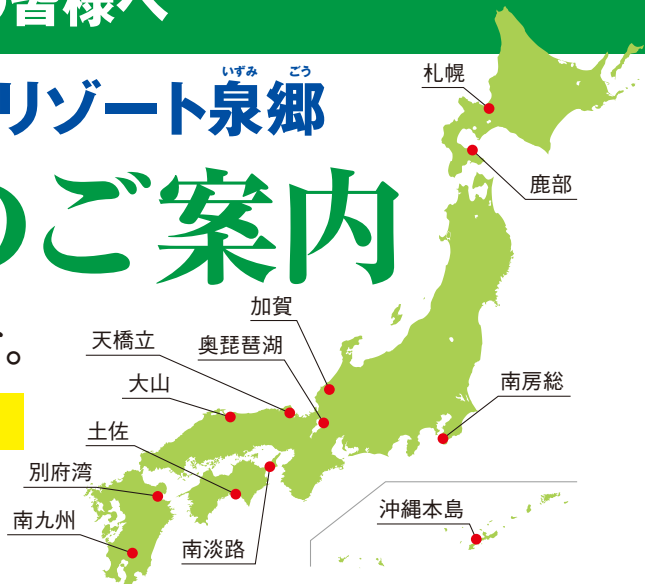 皆様へ
リゾート泉郷
いずみ ごう
のご案内
。
札幌
鹿部
加賀
天橋立
奥琵琶湖
大山
南房総
土佐
別府湾
南九州
南淡路
沖縄本島